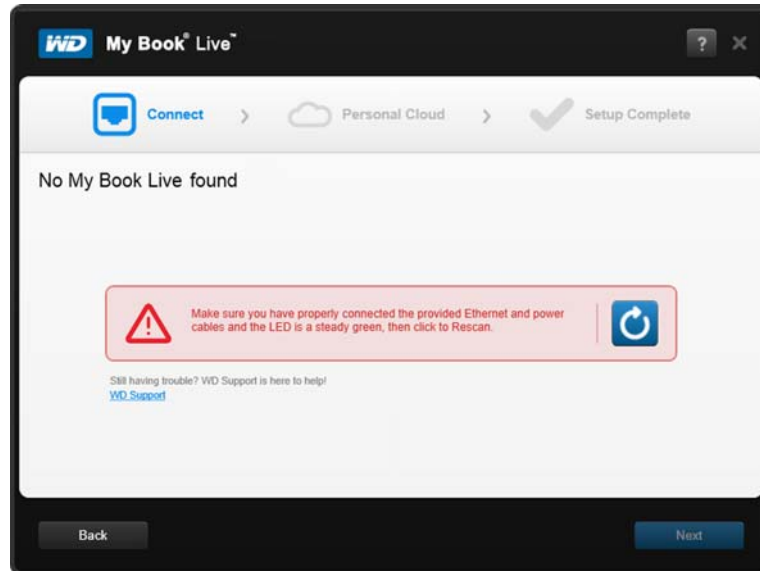 WD My Book® Live™ ?
Connect > Personal Cloud > Setup Complete
No My Book Live found
Make sure you have properly connected the provided Ethernet and power
cables and the LED is a steady green, then click to Rescan.
Still having trouble? WD Support is here to help!
WD Support
Back Next